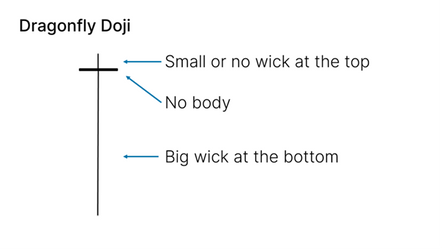 Dragonfly Doji
Small or no wick at the top
No body
Big wick at the bottom